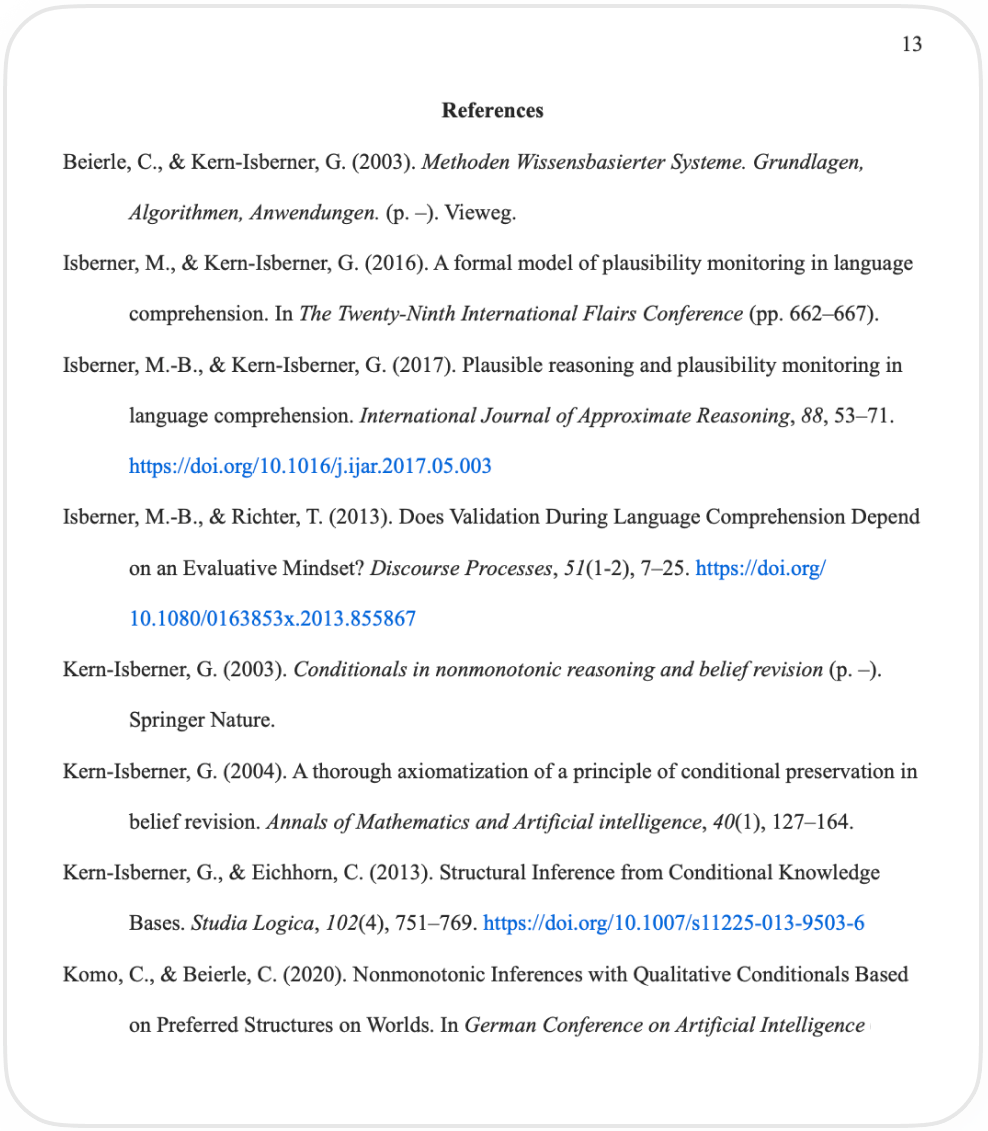 13
References
Beierle, C., & Kern-Isberner, G. (2003). Methoden Wissensbasierter Systeme. Grundlagen,
Algorithmen, Anwendungen. (p. –). Vieweg.
Isberner, M., & Kern-Isberner, G. (2016). A formal model of plausibility monitoring in language
comprehension. In The Twenty-Ninth International Flairs Conference (pp. 662–667).
Isberner, M.-B., & Kern-Isberner, G. (2017). Plausible reasoning and plausibility monitoring in
language comprehension. International Journal of Approximate Reasoning, 88, 53–71.
https://doi.org/10.1016/j.ijar.2017.05.003
Isberner, M.-B., & Richter, T. (2013). Does Validation During Language Comprehension Depend
on an Evaluative Mindset? Discourse Processes, 51(1-2), 7–25. https://doi.org/
10.1080/0163853x.2013.855867
Kern-Isberner, G. (2003). Conditionals in nonmonotonic reasoning and belief revision (p. –).
Springer Nature.
Kern-Isberner, G. (2004). A thorough axiomatization of a principle of conditional preservation in
belief revision. Annals of Mathematics and Artificial intelligence, 40(1), 127–164.
Kern-Isberner, G., & Eichhorn, C. (2013). Structural Inference from Conditional Knowledge
Bases. Studia Logica, 102(4), 751–769. https://doi.org/10.1007/s11225-013-9503-6
Komo, C., & Beierle, C. (2020). Nonmonotonic Inferences with Qualitative Conditionals Based
on Preferred Structures on Worlds. In German Conference on Artificial Intelligence